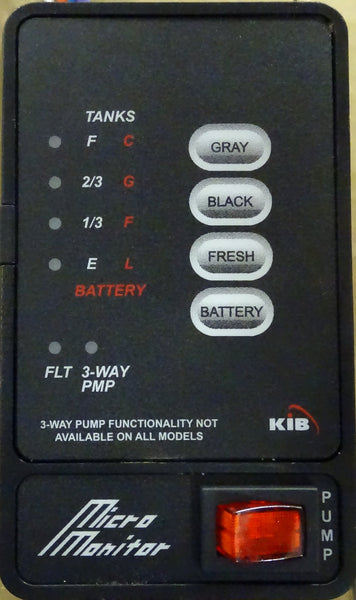 TANKS
F C
2/3 G
1/3 F
E L
BATTERY
GRAY
BLACK
FRESH
BATTERY
FLT 3-WAY
PMP
3-WAY PUMP FUNCTIONALITY NOT
AVAILABLE ON ALL MODELS
KiB
Micro
Monitor
PUMP